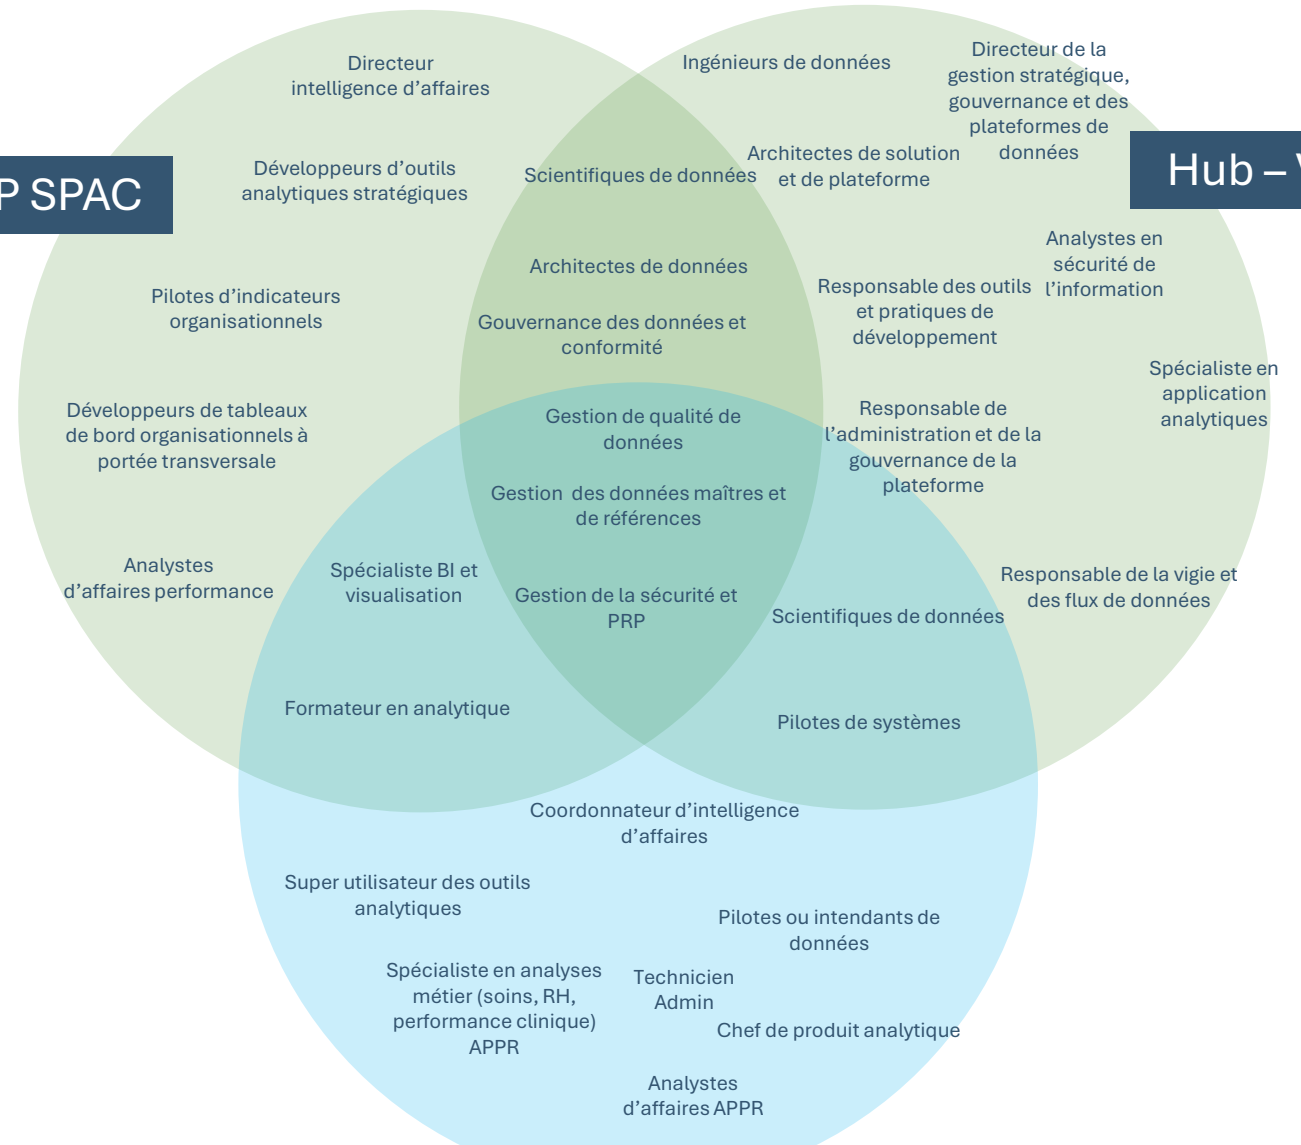 Directeur
intelligence d’affaires
Ingénieurs de données
Directeur de la
gestion stratégique,
gouvernance et des
plateformes de
données
P SPAC
Hub – V
Développeurs d’outils
analytiques stratégiques
Scientifiques de données
Architectes de solution
et de plateforme
Analystes en
sécurité de
l’information
Architectes de données
Pilotes d’indicateurs
organisationnels
Responsable des outils
et pratiques de
développement
Gouvernance des données et
conformité
Spécialiste en
application
analytiques
Développeurs de tableaux
de bord organisationnels à
portée transversale
Gestion de qualité de
données
Responsable de
l’administration et de la
gouvernance de la
plateforme
Gestion des données maîtres et
de références
Analystes
d’affaires performance
Spécialiste BI et
visualisation
Gestion de la sécurité et
PRP
Scientifiques de données
Responsable de la vigie et
des flux de données
Formateur en analytique
Pilotes de systèmes
Coordonnateur d’intelligence
d’affaires
Super utilisateur des outils
analytiques
Pilotes ou intendants de
données
Spécialiste en analyses
métier (soins, RH,
performance clinique)
APPR
Technicien
Admin
Chef de produit analytique
Analystes
d’affaires APPR